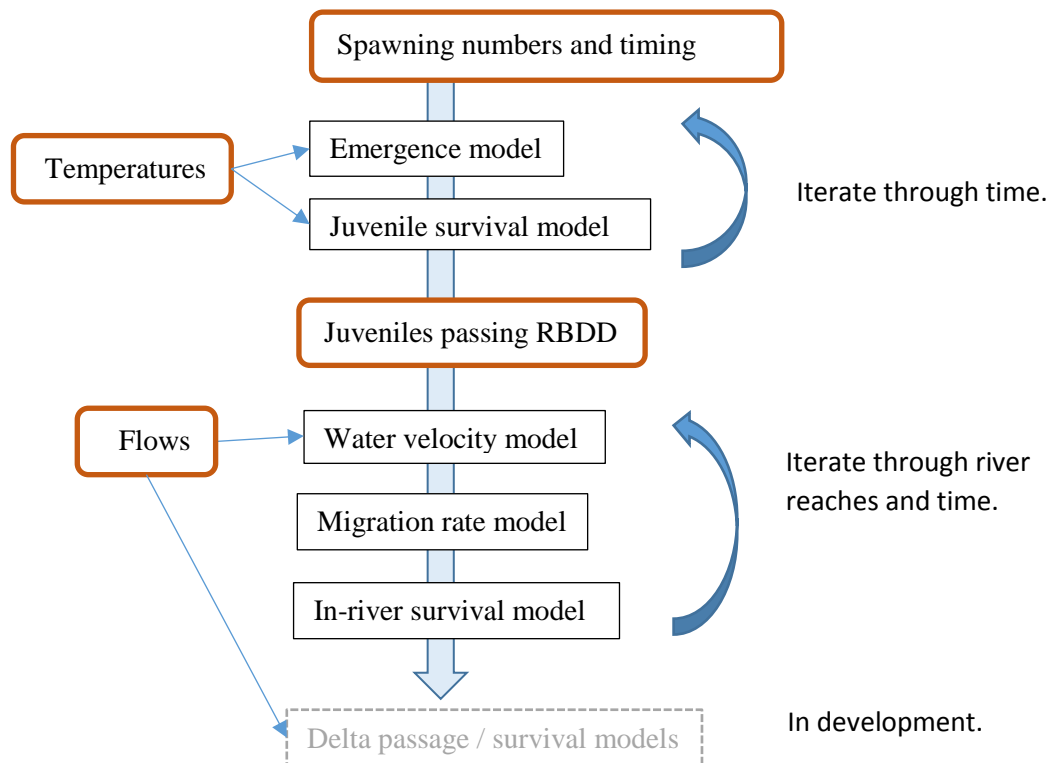 Spawning numbers and timing
Emergence model
Temperatures
Juvenile survival model
Iterate through time.
Juveniles passing RBDD
Flows
Water velocity model
Migration rate model
In-river survival model
Iterate through river
reaches and time.
Delta passage / survival models
In development.